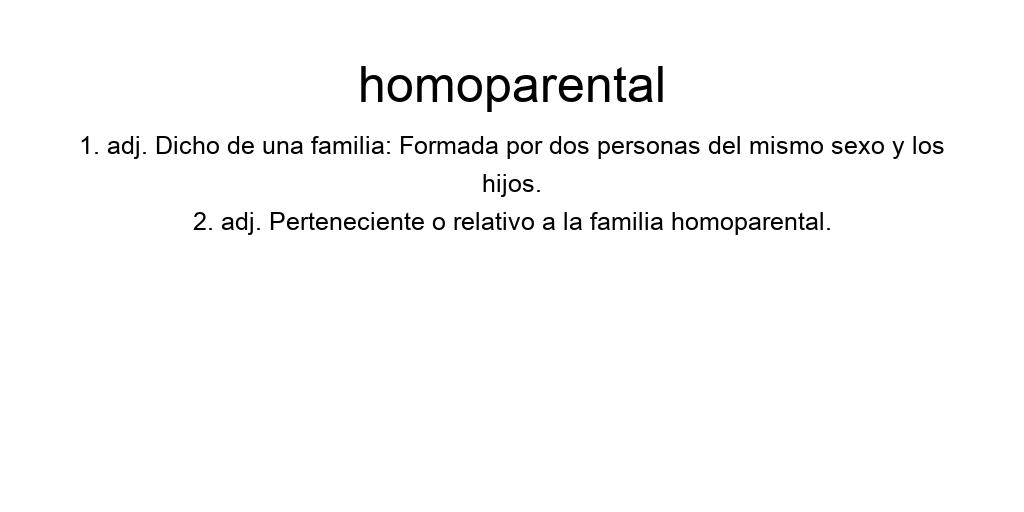 homoparental
1. adj. Dicho de una familia: Formada por dos personas del mismo sexo y los
hijos.
2. adj. Perteneciente o relativo a la familia homoparental.